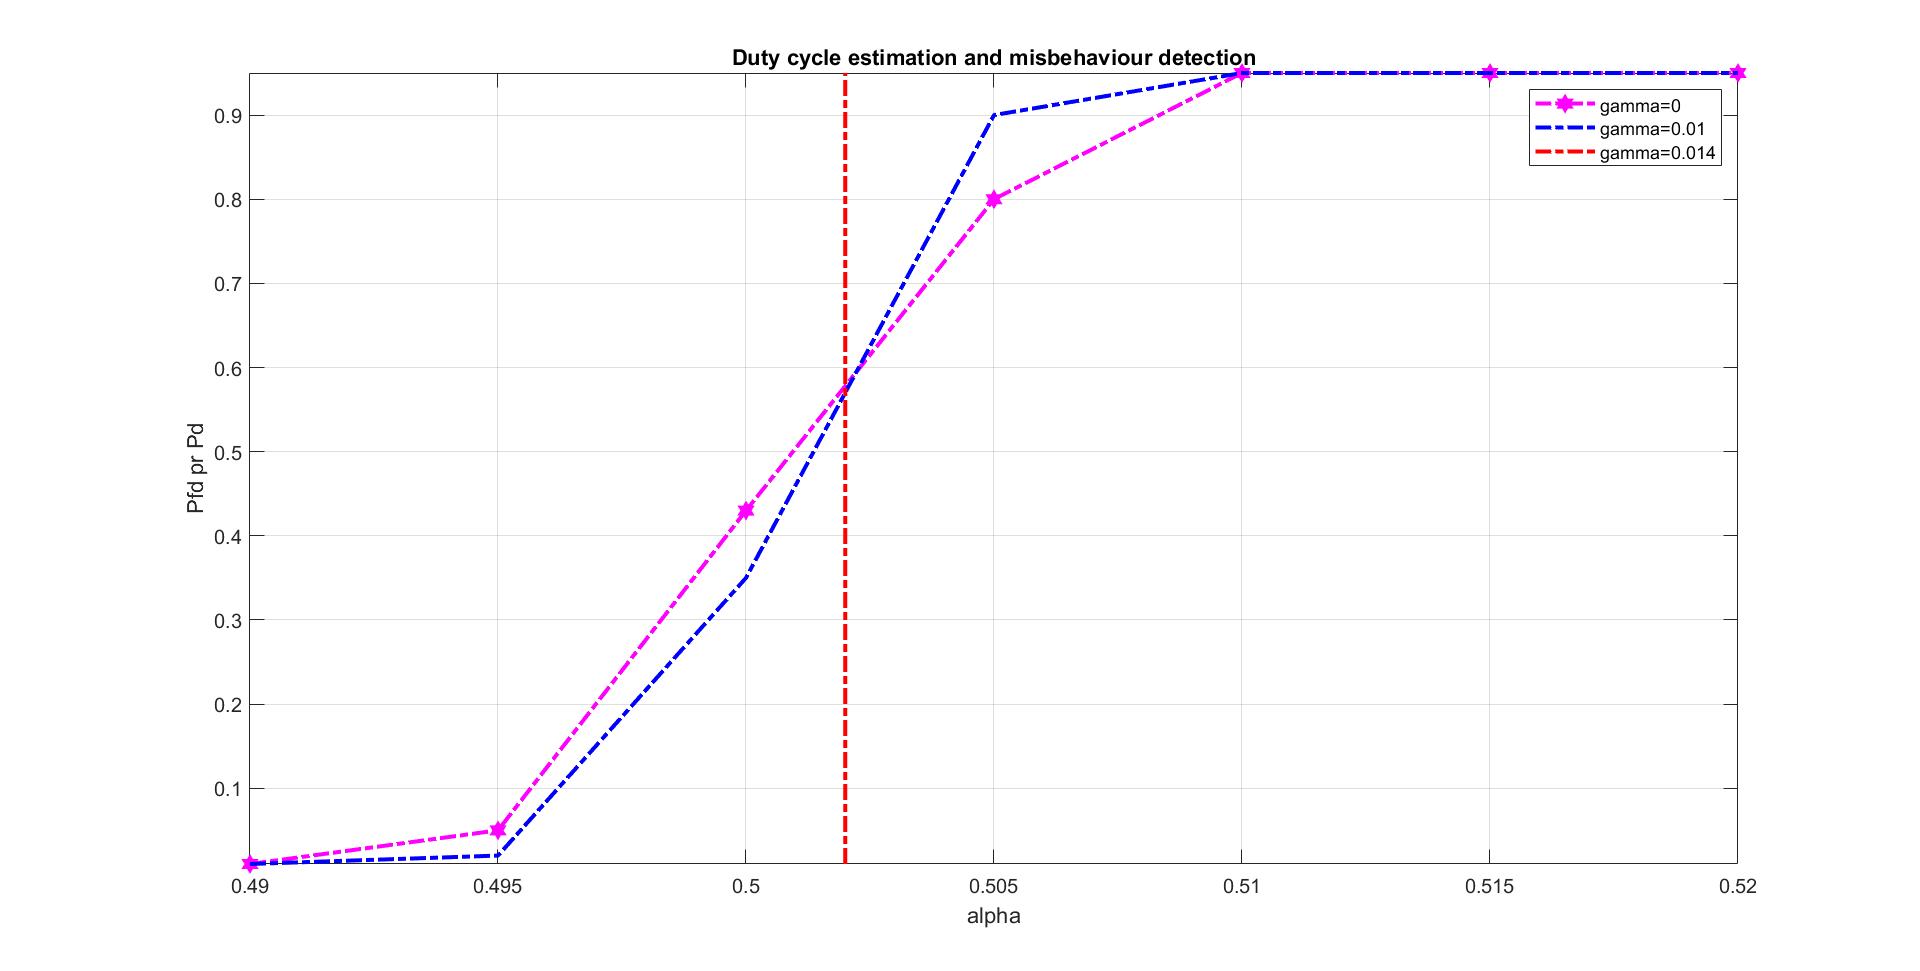 Duty cycle estimation and misbehaviour detection
gamma=0
gamma=0.01
gamma=0.014
0.9
0.8
0.7
0.6
0.5
0.4
0.3
0.2
0.1
Pfd pr Pd
0.49 0.495 0.5 0.505 0.51 0.515 0.52
alpha